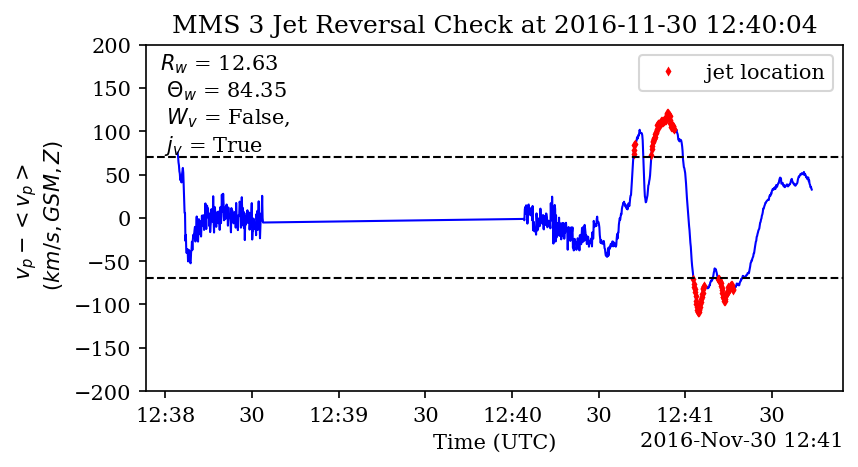 MMS 3 Jet Reversal Check at 2016-11-30 12:40:04
R_w = 12.63
Θ_w = 84.35
W_v = False,
j_v = True
jet location
v_p − < v_p >
(km/s, GSM, Z)
200
150
100
50
0
−50
−100
−150
−200
12:38 30 12:39 30 12:40 30 12:41 30
Time (UTC)
2016-Nov-30 12:41